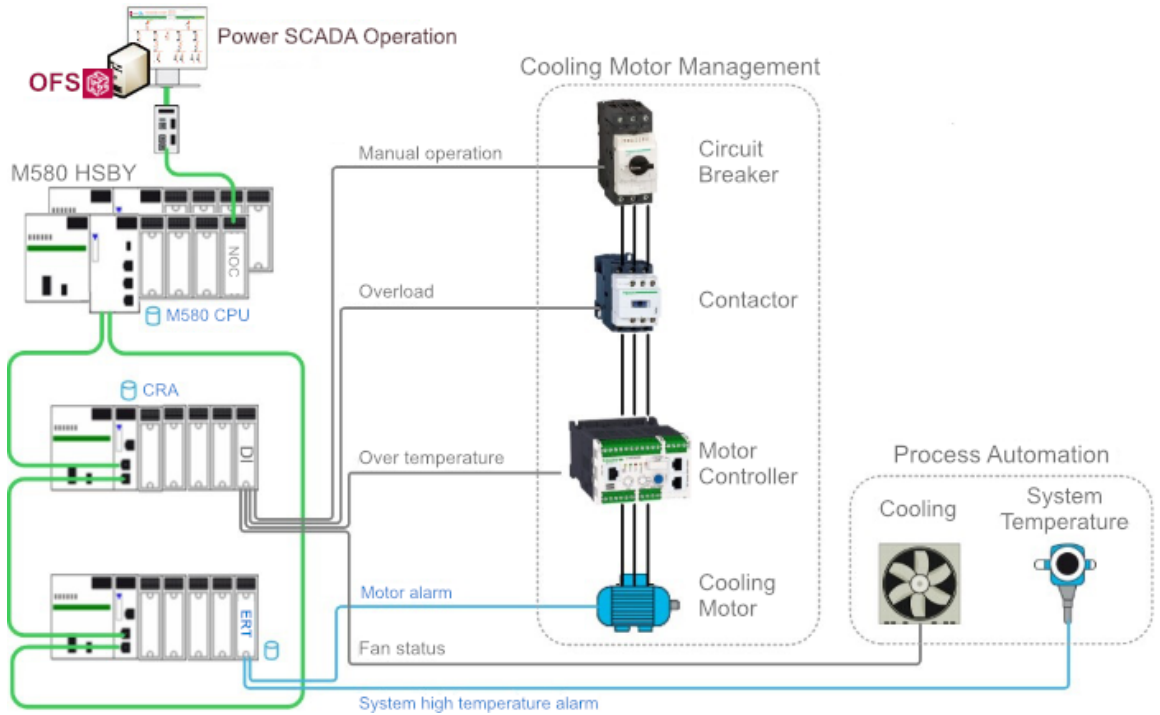 Power SCADA Operation
OFS
Cooling Motor Management
Manual operation
Circuit
Breaker
M580 HSBY
NOC
Overload
Contactor
M580 CPU
CRA
DI
Over temperature
Motor
Controller
Process Automation
Cooling
System
Temperature
Motor alarm
Cooling
Motor
ERT
Fan status
System high temperature alarm